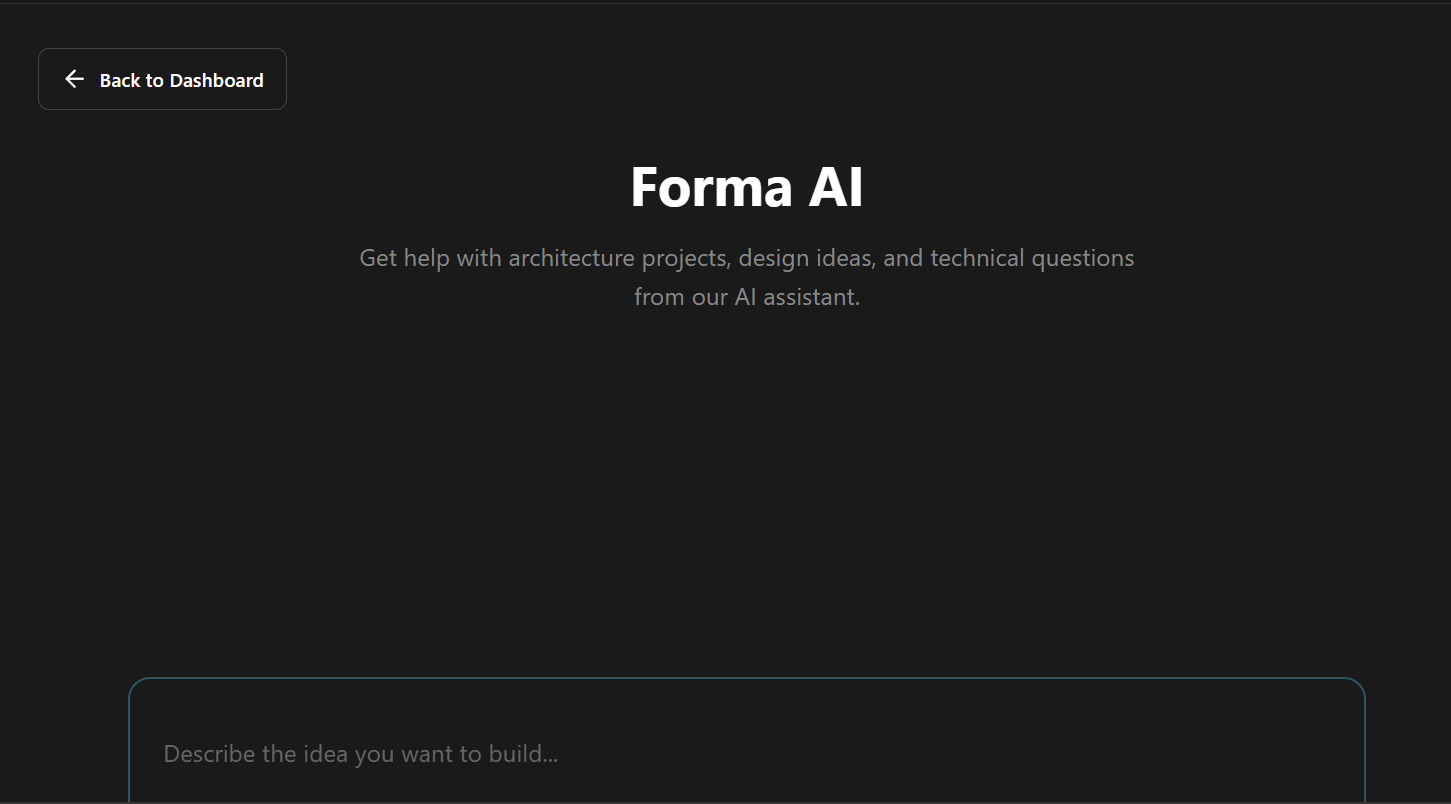 Back to Dashboard
Forma AI
Get help with architecture projects, design ideas, and technical questions
from our AI assistant.
Describe the idea you want to build...